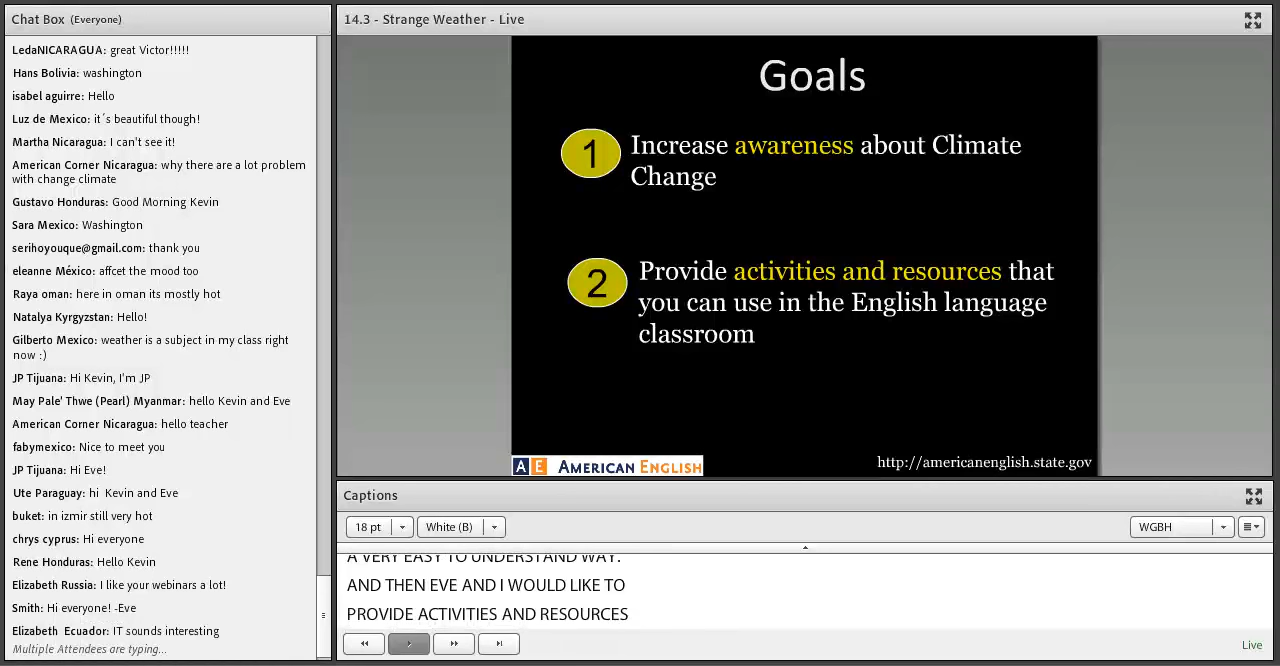 Chat Box (Everyone)
LedaNICARAGUA: great Victor!!!!!
Hans Bolivia: washington
isabel aguirre: Hello
Luz de Mexico: it´s beautiful though!
Martha Nicaragua: I can't see it!
American Corner Nicaragua: why there are a lot problem
with change climate
Gustavo Honduras: Good Morning Kevin
Sara Mexico: Washington
serihoyouque@gmail.com: thank you
eleanne México: affcet the mood too
Raya oman: here in oman its mostly hot
Natalya Kyrgyzstan: Hello!
Gilberto Mexico: weather is a subject in my class right
now :)
JP Tijuana: Hi Kevin, I'm JP
May Pale' Thwe (Pearl) Myanmar: hello Kevin and Eve
American Corner Nicaragua: hello teacher
fabymexico: Nice to meet you
JP Tijuana: Hi Eve!
Ute Paraguay: hi Kevin and Eve
buket: in izmir still very hot
chrys cyprus: Hi everyone
Rene Honduras: Hello Kevin
Elizabeth Russia: I like your webinars a lot!
Smith: Hi everyone! -Eve
Elizabeth Ecuador: IT sounds interesting
Multiple Attendees are typing...
14.3 - Strange Weather - Live
Goals
1 Increase awareness about Climate
Change
2 Provide activities and resources that
you can use in the English language
classroom
AE AMERICAN ENGLISH
http://americanenglish.state.gov
Captions
18 pt White (B) WGBH
A VERY EASY TO UNDERSTAND WAY.
AND THEN EVE AND I WOULD LIKE TO
PROVIDE ACTIVITIES AND RESOURCES
Live